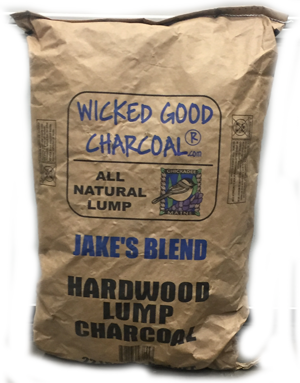 WICKED GOOD
CHARCOAL®.com
ALL
NATURAL
LUMP
JAKE'S BLEND
HARDWOOD
LUMP
CHARCOAL